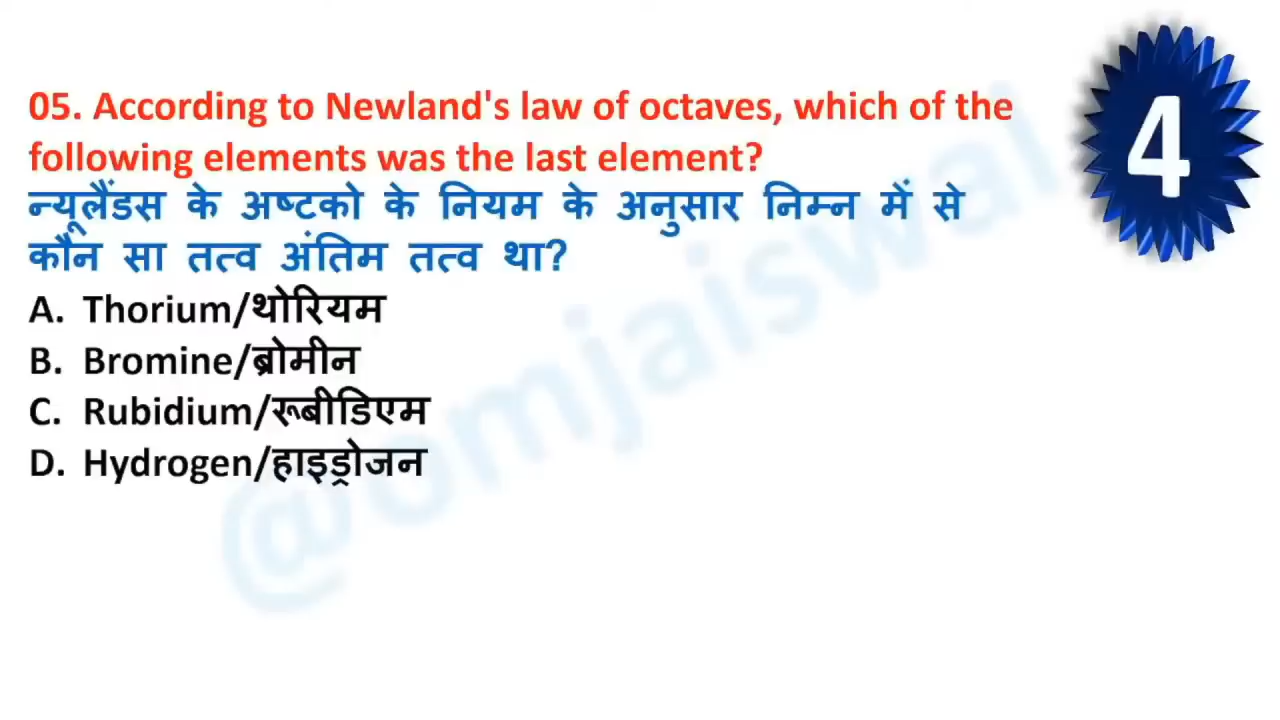 05. According to Newland's law of octaves, which of the
following elements was the last element?
न्यूलैंडस के अष्टको के नियम के अनुसार निम्न में से
कौन सा तत्व अंतिम तत्व था?
A. Thorium/थोरियम
B. Bromine/ब्रोमीन
C. Rubidium/रूबीडिएम
D. Hydrogen/हाइड्रोजन
4
@omjaiswal